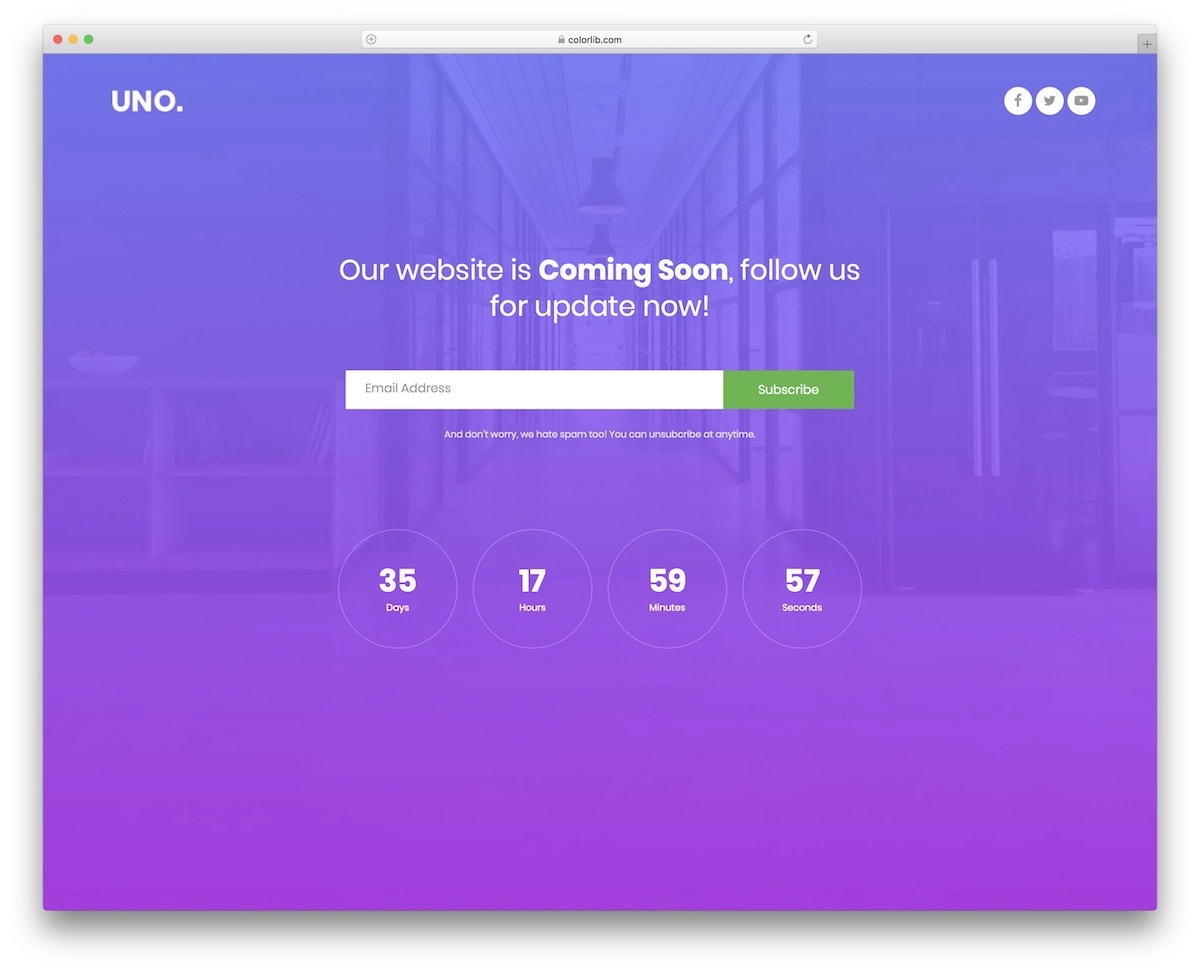 colorlib.com
UNO.
Our website is Coming Soon, follow us
for update now!
Email Address
Subscribe
And don't worry, we hate spam too! You can unsubcribe at anytime.
35
Days
17
Hours
59
Minutes
57
Seconds